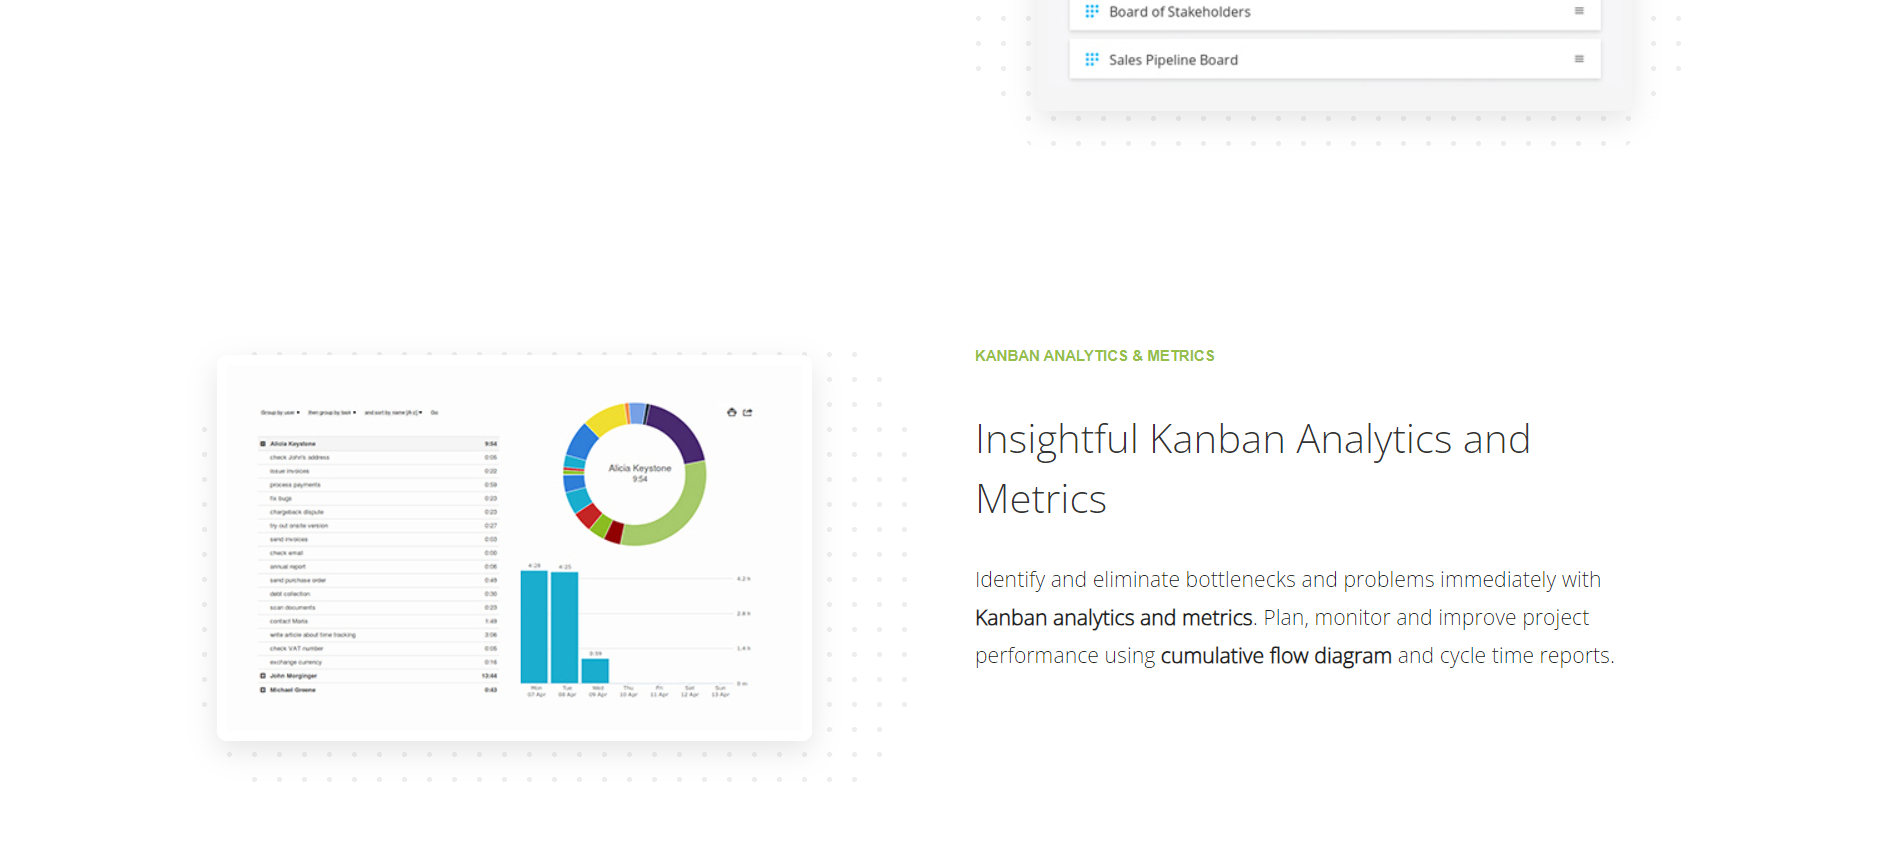 Board of Stakeholders
Sales Pipeline Board
KANBAN ANALYTICS & METRICS
Insightful Kanban Analytics and
Metrics
Identify and eliminate bottlenecks and problems immediately with
Kanban analytics and metrics. Plan, monitor and improve project
performance using cumulative flow diagram and cycle time reports.
Group by user then group by task and sort by name [A-z] Go
Alicia Keystone 9:54
check John's address 0:05
issue invoices 0:22
process payments 0:59
fix bugs 0:23
chargeback dispute 0:23
try out onsite version 0:27
send invoices 0:03
check email 0:00
annual report 0:06
send purchase order 0:49
debt collection 0:30
scan documents 0:23
contact Maria 1:49
write article about time tracking 3:06
check VAT number 0:05
exchange currency 0:16
John Morginger 13:44
Michael Greene 0:43
Alicia Keystone
9:54
4:28 4:25
0:59
4.2 h
2.8 h
1.4 h
0 m
Mon Tue Wed Thu Fri Sat Sun
07 Apr 08 Apr 09 Apr 10 Apr 11 Apr 12 Apr 13 Apr